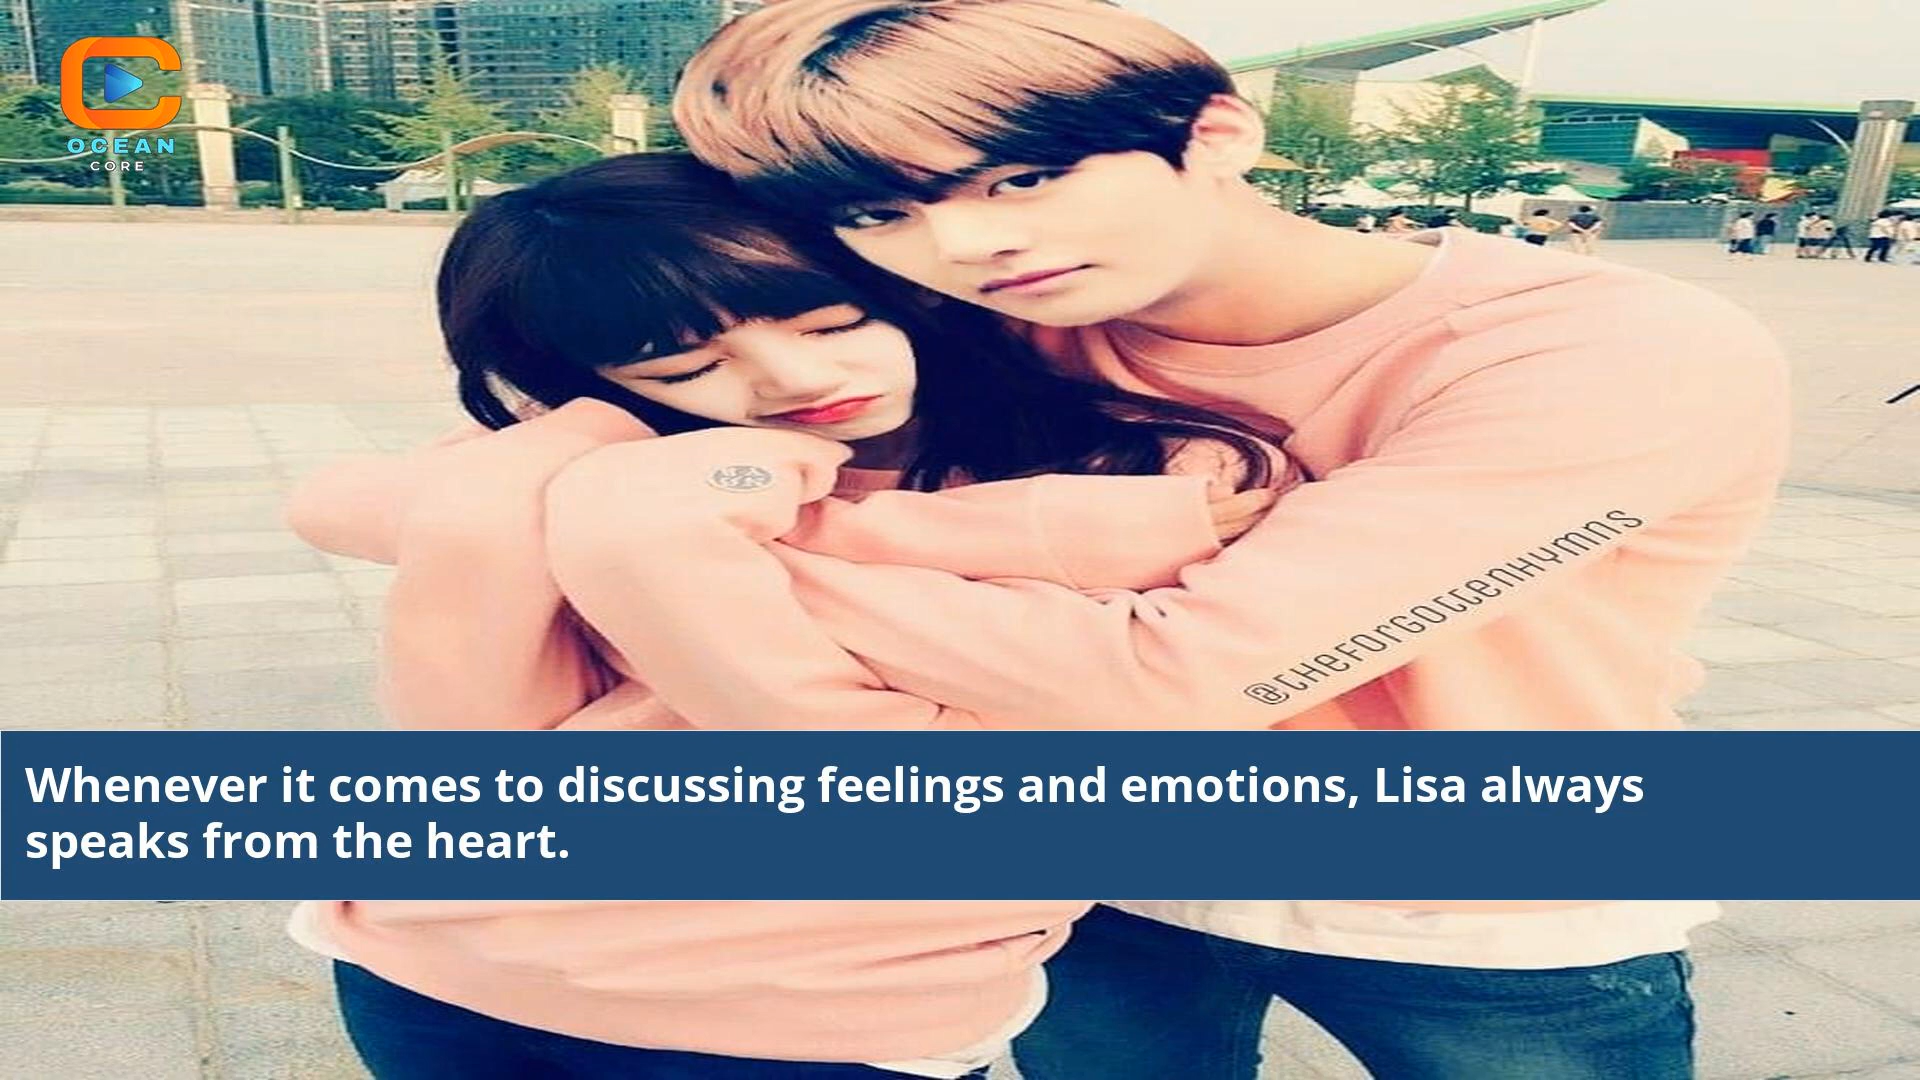 OCEAN
CORE
@THEFORGOTTENHYMNS
Whenever it comes to discussing feelings and emotions, Lisa always
speaks from the heart.